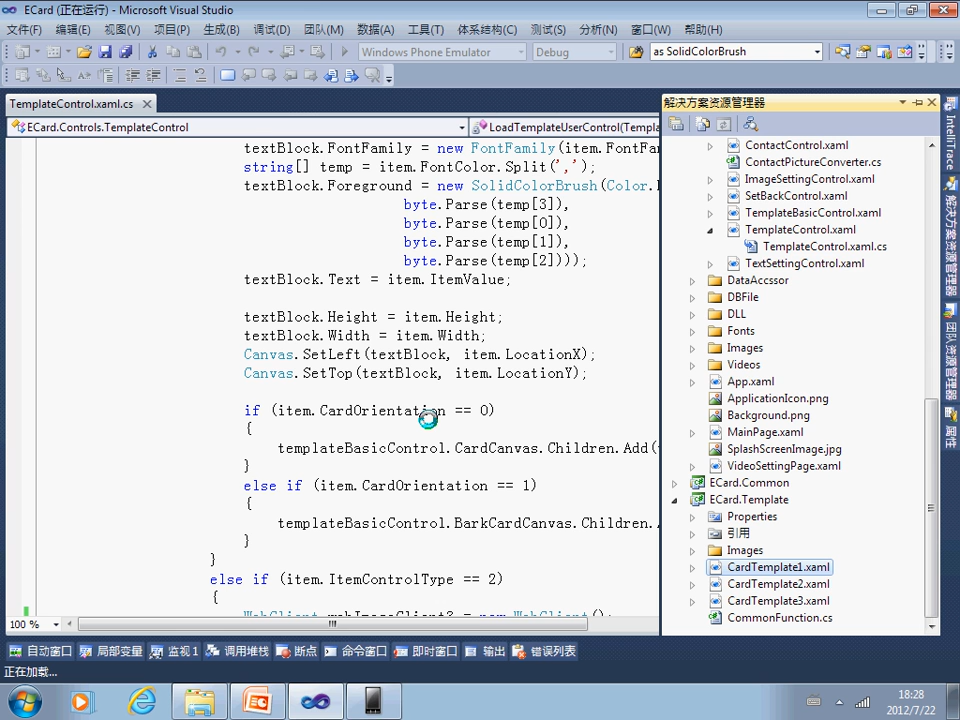 ECard (正在运行) - Microsoft Visual Studio
文件(F) 编辑(E) 视图(V) 项目(P) 生成(B) 调试(D) 团队(M) 数据(A) 工具(T) 体系结构(C) 测试(S) 分析(N) 窗口(W) 帮助(H)
Windows Phone Emulator Debug as SolidColorBrush
TemplateControl.xaml.cs
ECard.Controls.TemplateControl LoadTemplateUserControl(Templa
textBlock.FontFamily = new FontFamily(item.FontFam
string[] temp = item.FontColor.Split(',');
textBlock.Foreground = new SolidColorBrush(Color.
byte.Parse(temp[3]),
byte.Parse(temp[0]),
byte.Parse(temp[1]),
byte.Parse(temp[2])));
textBlock.Text = item.ItemValue;
textBlock.Height = item.Height;
textBlock.Width = item.Width;
Canvas.SetLeft(textBlock, item.LocationX);
Canvas.SetTop(textBlock, item.LocationY);
if (item.CardOrientation == 0)
{
templateBasicControl.CardCanvas.Children.Add(
}
else if (item.CardOrientation == 1)
{
templateBasicControl.BarkCardCanvas.Children.
}
}
else if (item.ItemControlType == 2)
{
WebClient webImageClient2 = new WebClient();
100 %
解决方案资源管理器
ContactControl.xaml
ContactPictureConverter.cs
ImageSettingControl.xaml
SetBackControl.xaml
TemplateBasicControl.xaml
TemplateControl.xaml
TemplateControl.xaml.cs
TextSettingControl.xaml
DataAccssor
DBFile
DLL
Fonts
Images
Videos
App.xaml
ApplicationIcon.png
Background.png
MainPage.xaml
SplashScreenImage.jpg
VideoSettingPage.xaml
ECard.Common
ECard.Template
Properties
引用
Images
CardTemplate1.xaml
CardTemplate2.xaml
CardTemplate3.xaml
CommonFunction.cs
IntelliTrace
解决方案资源管理器
团队资源管理器
属性
自动窗口 局部变量 监视 1 调用堆栈 断点 命令窗口 即时窗口 输出 错误列表
正在加载...
18:28
2012/7/22